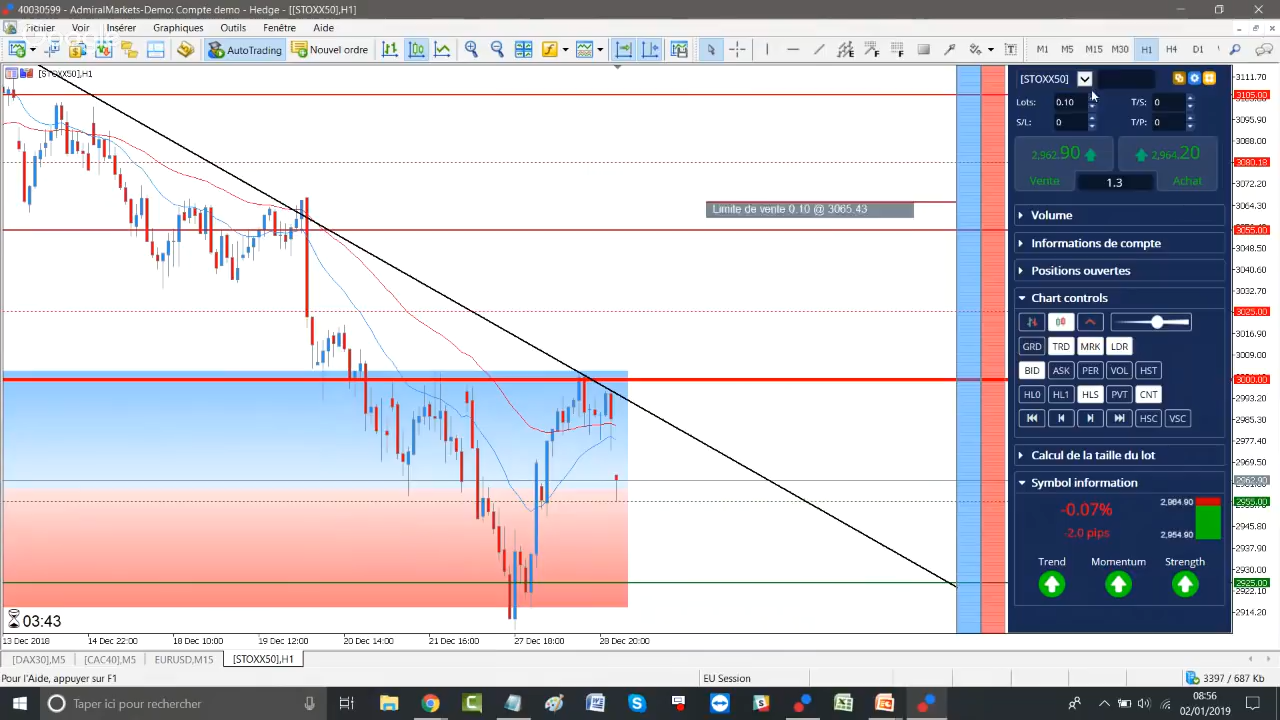 40030599 - AdmiralMarkets-Demo: Compte demo - Hedge - [[STOXX50],H1]
Fichier Voir Insérer Graphiques Outils Fenêtre Aide
AutoTrading Nouvel ordre M1 M5 M15 M30 H1 H4 D1
[STOXX50],H1
[STOXX50]
Lots: 0.10 T/S: 0
S/L: 0 T/P: 0
2,962.90 2,964.20
Vente 1.3 Achat
Limite de vente 0.10 @ 3065.43
Volume
Informations de compte
Positions ouvertes
Chart controls
GRD TRD MRK LDR
BID ASK PER VOL HST
HL0 HL1 HLS PVT CNT
HSC VSC
Calcul de la taille du lot
Symbol information
-0.07%
-2.0 pips
2,964.90
2,954.90
Trend Momentum Strength
3111.70
3105.00
3095.90
3088.00
3080.18
3072.20
3064.30
3055.00
3048.50
3040.60
3032.70
3025.00
3016.90
3009.00
3000.00
2993.20
2985.30
2977.40
2969.50
2962.90
2955.00
2945.80
2937.90
2930.00
2925.00
2922.10
2914.20
03:43
13 Dec 2018 14 Dec 22:00 18 Dec 10:00 19 Dec 12:00 20 Dec 14:00 21 Dec 16:00 27 Dec 18:00 28 Dec 20:00
[DAX30],M5 [CAC40],M5 EURUSD,M15 [STOXX50],H1
Pour l'Aide, appuyer sur F1 EU Session 3397 / 687 Kb
Taper ici pour rechercher
08:56
02/01/2019